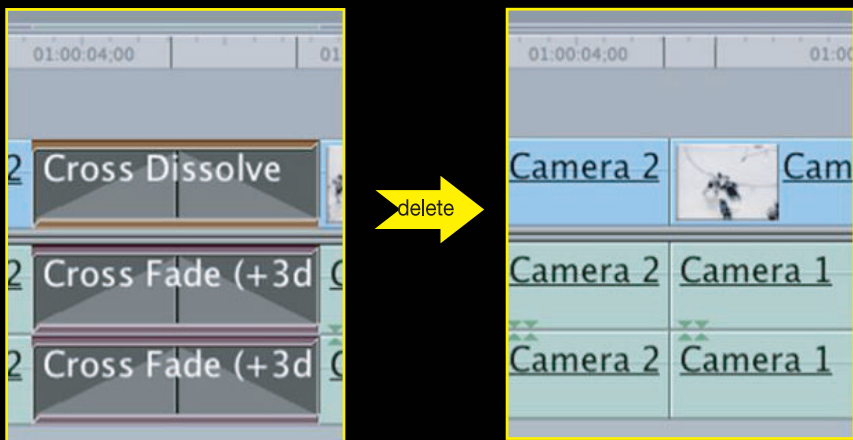 01:00:04;00
01
2
Cross Dissolve
2
Cross Fade (+3d
2
Cross Fade (+3d
delete
01:00:04;00
01:00
Camera 2
Cam
Camera 2
Camera 1
Camera 2
Camera 1